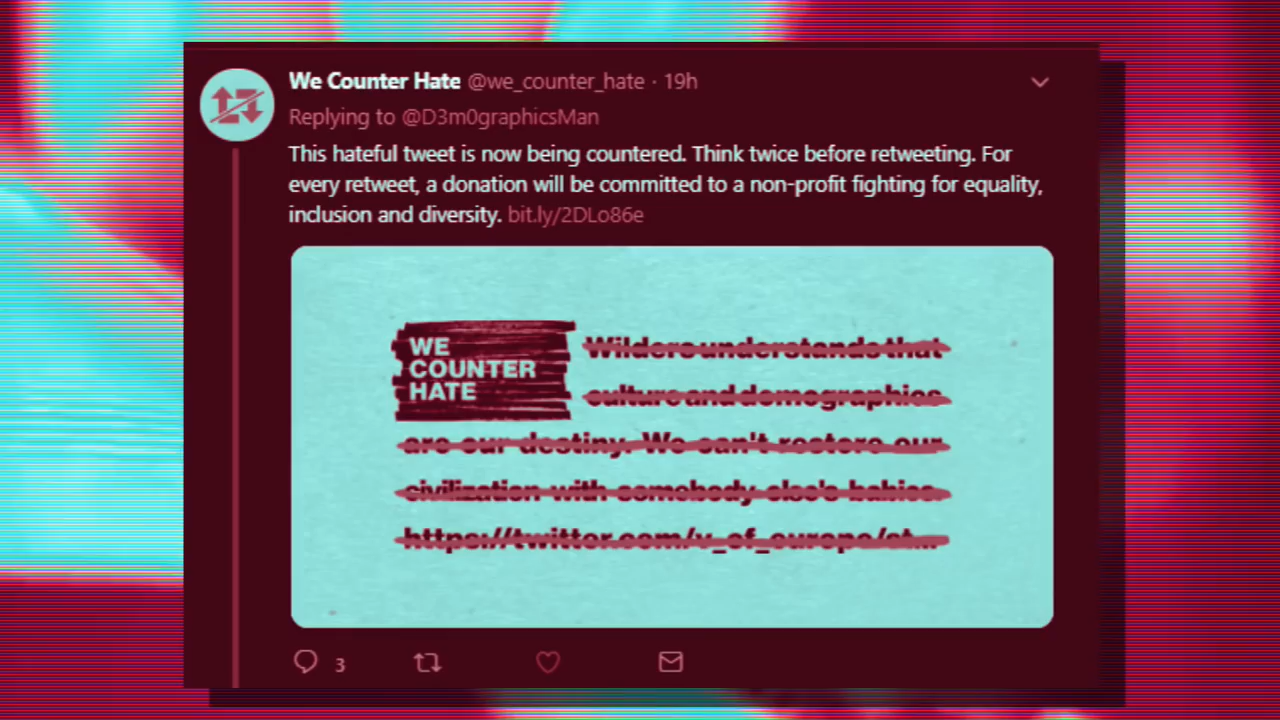 We Counter Hate @we_counter_hate · 19h
Replying to @D3m0graphicsMan
This hateful tweet is now being countered. Think twice before retweeting. For
every retweet, a donation will be committed to a non-profit fighting for equality,
inclusion and diversity. bit.ly/2DLo86e
WE
COUNTER
HATE
Wilders understands that
culture and demographics
are our destiny. We can't restore our
civilization with somebody else's babies.
https://twitter.com/v_of_europe/st...
3